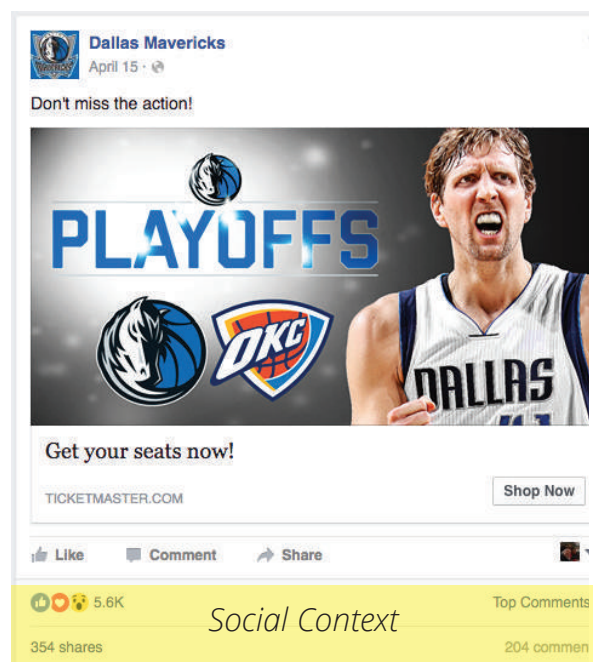 Dallas Mavericks
April 15 ·
Don't miss the action!
PLAYOFFS
OKC
DALLAS
41
Get your seats now!
TICKETMASTER.COM
Shop Now
Like Comment Share
5.6K
Social Context
Top Comments
354 shares
204 commen